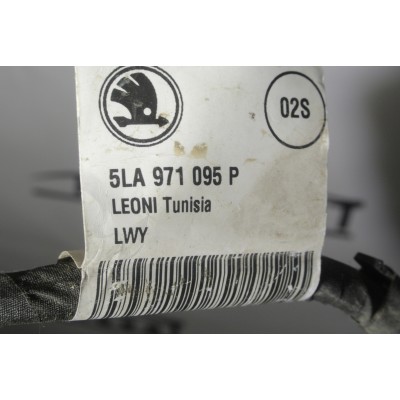 02S
5LA 971 095 P
LEONI Tunisia
LWY